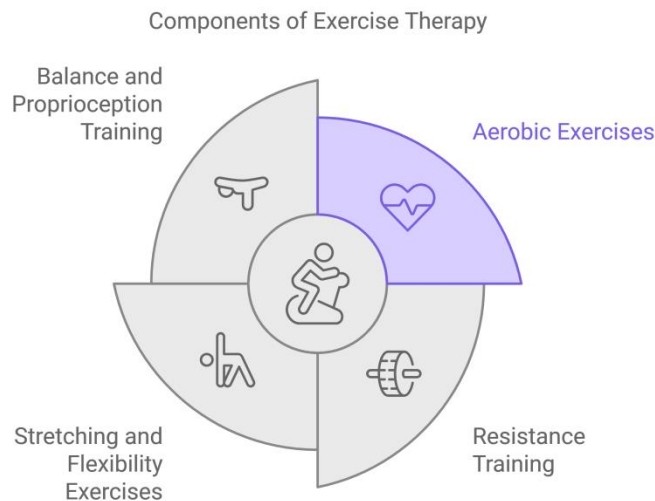 Components of Exercise Therapy
Balance and
Proprioception
Training
Aerobic Exercises
Stretching and
Flexibility
Exercises
Resistance
Training